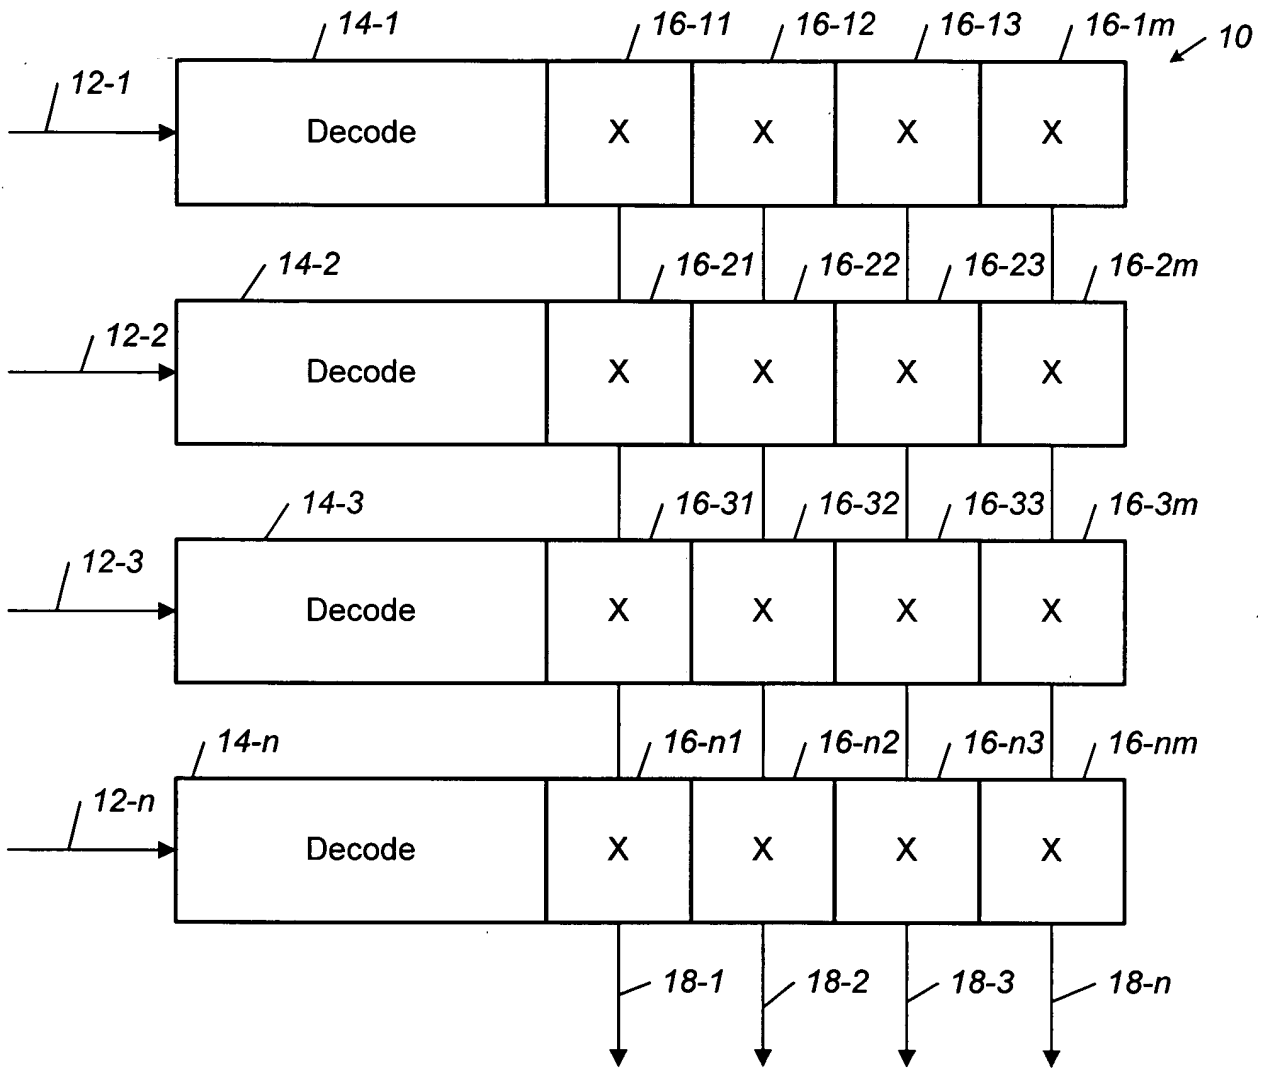 14-1 16-11 16-12 16-13 16-1m 10
12-1
Decode X X X X
14-2 16-21 16-22 16-23 16-2m
12-2
Decode X X X X
14-3 16-31 16-32 16-33 16-3m
12-3
Decode X X X X
14-n 16-n1 16-n2 16-n3 16-nm
12-n
Decode X X X X
18-1 18-2 18-3 18-n